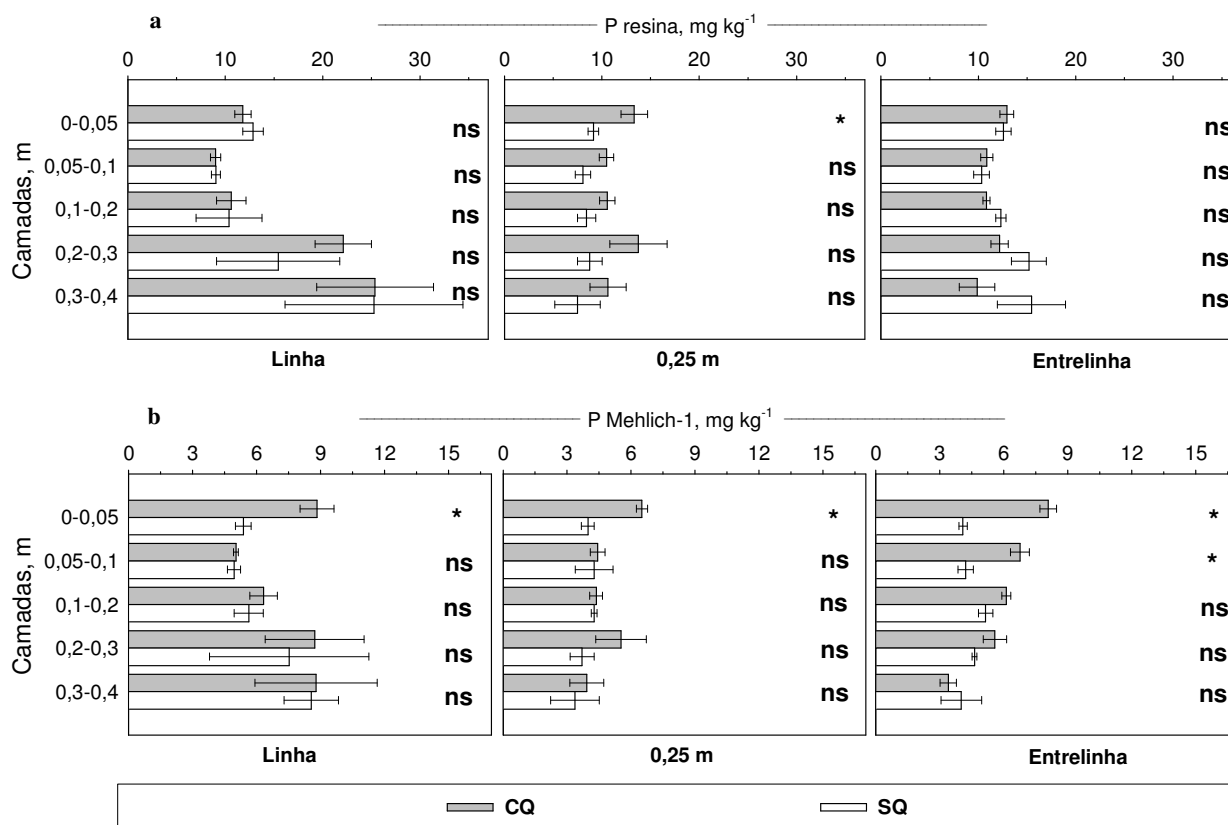 a
P resina, mg kg-1
0 10 20 30 0 10 20 30 0 10 20 30
Camadas, m
0-0,05 ns * ns
0,05-0,1 ns ns ns
0,1-0,2 ns ns ns
0,2-0,3 ns ns ns
0,3-0,4 ns ns ns
Linha 0,25 m Entrelinha
b
P Mehlich-1, mg kg-1
0 3 6 9 12 15 0 3 6 9 12 15 0 3 6 9 12 15
Camadas, m
0-0,05 * * *
0,05-0,1 ns ns *
0,1-0,2 ns ns ns
0,2-0,3 ns ns ns
0,3-0,4 ns ns ns
Linha 0,25 m Entrelinha
CQ SQ